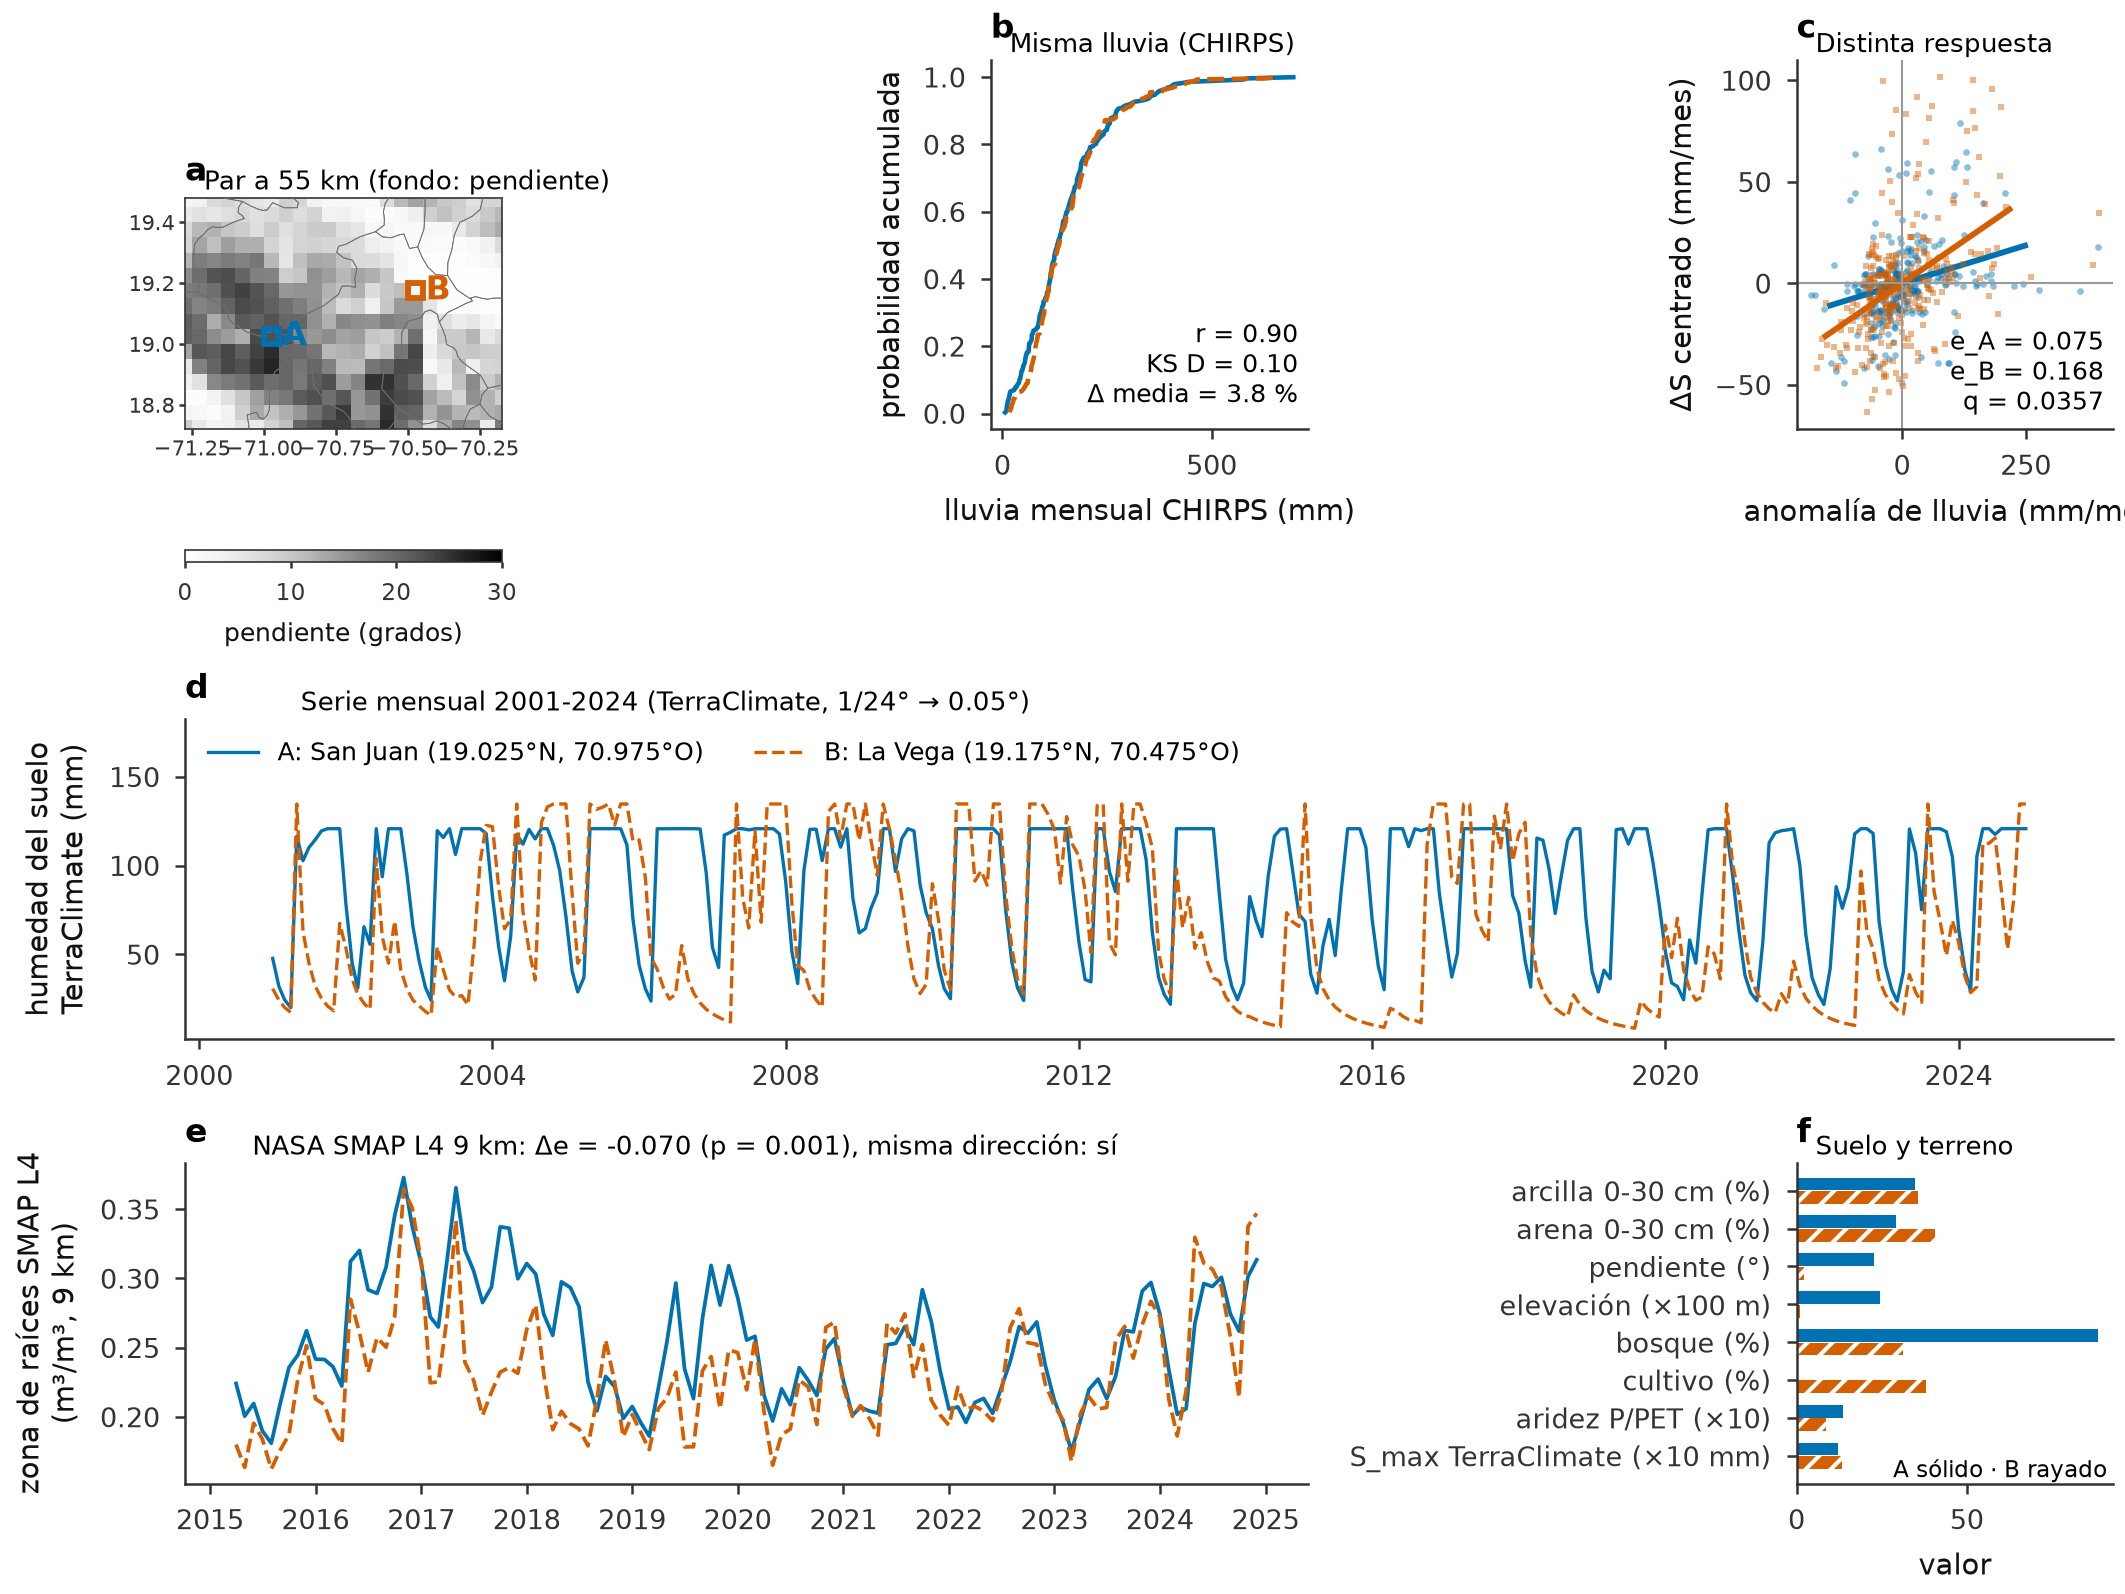 a
Par a 55 km (fondo: pendiente)
19.4
19.2
19.0
18.8
B
A
−71.25
−71.00
−70.75
−70.50
−70.25
0
10
20
30
pendiente (grados)
b
Misma lluvia (CHIRPS)
probabilidad acumulada
1.0
0.8
0.6
0.4
0.2
0.0
r = 0.90
KS D = 0.10
Δ media = 3.8 %
0
500
lluvia mensual CHIRPS (mm)
c
Distinta respuesta
ΔS centrado (mm/mes)
100
50
0
−50
e_A = 0.075
e_B = 0.168
q = 0.0357
0
250
anomalía de lluvia (mm/m
d
Serie mensual 2001-2024 (TerraClimate, 1/24° → 0.05°)
A: San Juan (19.025°N, 70.975°O)
B: La Vega (19.175°N, 70.475°O)
humedad del suelo
TerraClimate (mm)
150
100
50
2000
2004
2008
2012
2016
2020
2024
e
NASA SMAP L4 9 km: Δe = -0.070 (p = 0.001), misma dirección: sí
zona de raíces SMAP L4
(m³/m³, 9 km)
0.35
0.30
0.25
0.20
2015
2016
2017
2018
2019
2020
2021
2022
2023
2024
2025
f
Suelo y terreno
arcilla 0-30 cm (%)
arena 0-30 cm (%)
pendiente (°)
elevación (×100 m)
bosque (%)
cultivo (%)
aridez P/PET (×10)
S_max TerraClimate (×10 mm)
A sólido · B rayado
0
50
valor